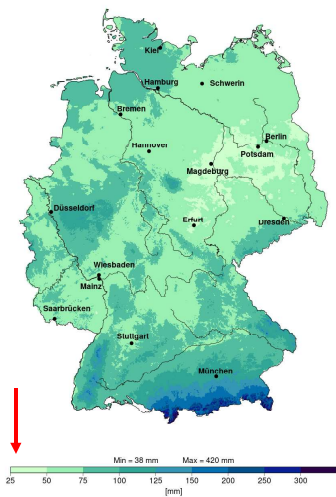 Kiel
Hamburg
Schwerin
Bremen
Hannover
Berlin
Potsdam
Magdeburg
Düsseldorf
Erfurt
Dresden
Wiesbaden
Mainz
Saarbrücken
Stuttgart
München
Min = 38 mm Max = 420 mm
25 50 75 100 125 150 200 250 300
[mm]